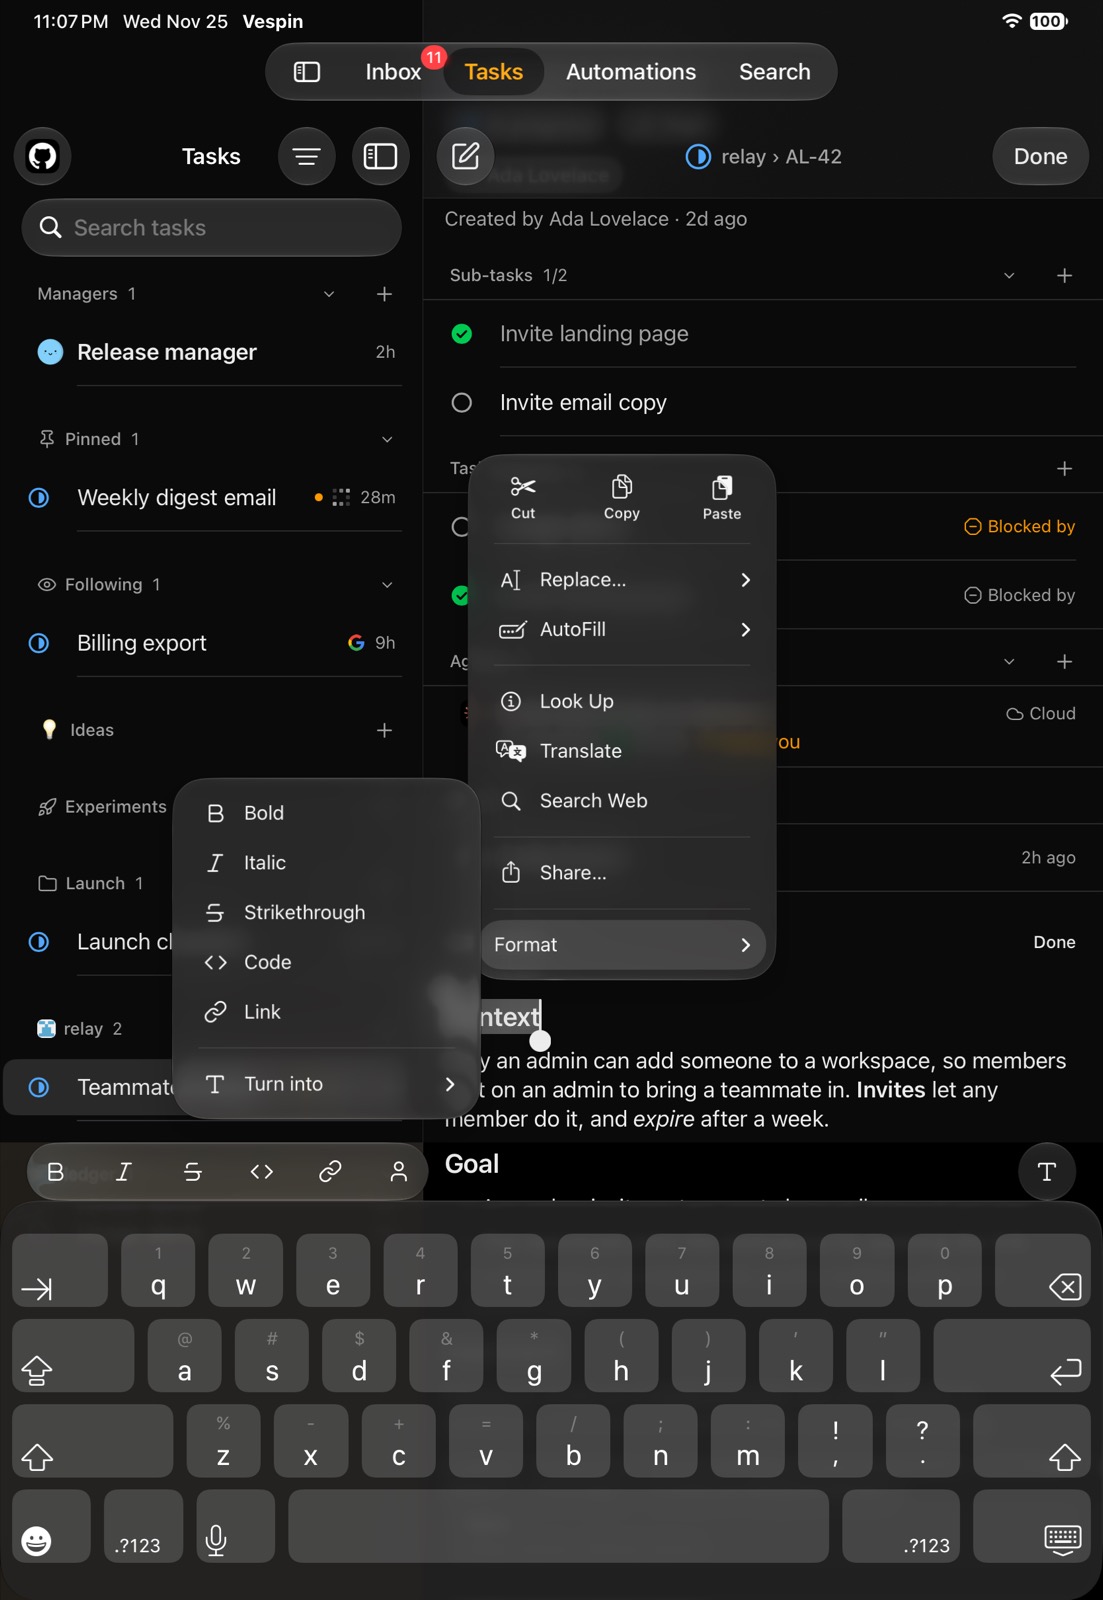 11:07 PM Wed Nov 25 Vespin
100
Inbox 11 Tasks Automations Search
Tasks
relay › AL-42
Done
Search tasks
Managers 1
Release manager 2h
Pinned 1
Weekly digest email 28m
Following 1
Billing export 9h
Ideas
Experiments
Launch 1
Launch
relay 2
Created by Ada Lovelace · 2d ago
Sub-tasks 1/2
Invite landing page
Invite email copy
Blocked by
Blocked by
Cloud
2h ago
Done
Cut Copy Paste
Replace...
AutoFill
Look Up
Translate
Search Web
Share...
Format
Bold
Italic
Strikethrough
Code
Link
Turn into
an admin can add someone to a workspace, so members
on an admin to bring a teammate in. Invites let any
member do it, and expire after a week.
Goal
B I S <> T
1 2 3 4 5 6 7 8 9 0
q w e r t y u i o p
@ # $ & * ( ) ' "
a s d f g h j k l
% - + = / ; : ! ?
z x c v b n m , .
.?123 .?123